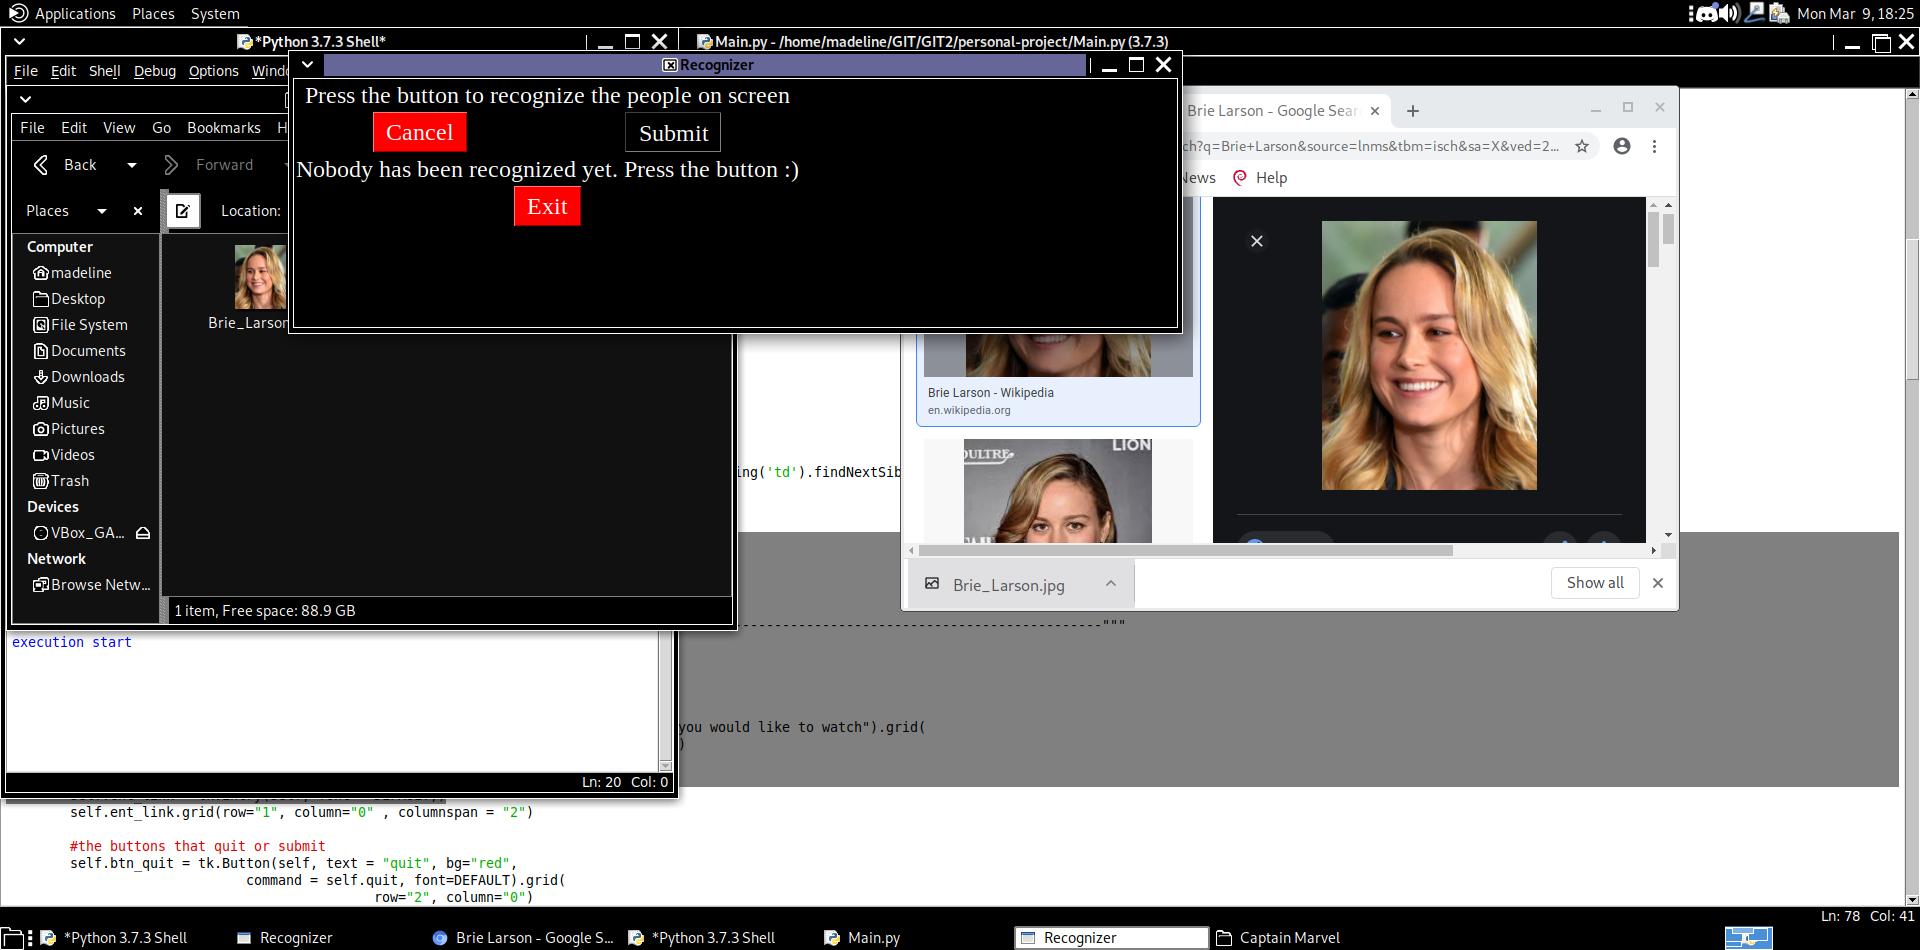 Applications Places System
Mon Mar 9, 18:25
*Python 3.7.3 Shell*
Main.py - /home/madeline/GIT/GIT2/personal-project/Main.py (3.7.3)
File Edit Shell Debug Options
Recognizer
Press the button to recognize the people on screen
Cancel
Submit
Nobody has been recognized yet. Press the button :)
Exit
File Edit View Go Bookmarks
Back
Forward
Places
Location:
Computer
madeline
Desktop
File System
Documents
Downloads
Music
Pictures
Videos
Trash
Devices
VBox_GA...
Network
Browse Netw...
Brie_Larson
1 item, Free space: 88.9 GB
Brie Larson - Google Sear
ch?q=Brie+Larson&source=lnms&tbm=isch&sa=X&ved=2...
News
Help
Brie Larson - Wikipedia
en.wikipedia.org
LION
OULTRE
Brie_Larson.jpg
Show all
ing('td').findNextSib
"""
execution start
you would like to watch").grid(
)
Ln: 20 Col: 0
self.ent_link.grid(row="1", column="0" , columnspan = "2")
#the buttons that quit or submit
self.btn_quit = tk.Button(self, text = "quit", bg="red",
command = self.quit, font=DEFAULT).grid(
row="2", column="0")
Ln: 78 Col: 41
*Python 3.7.3 Shell*
Recognizer
Brie Larson - Google S...
*Python 3.7.3 Shell*
Main.py
Recognizer
Captain Marvel